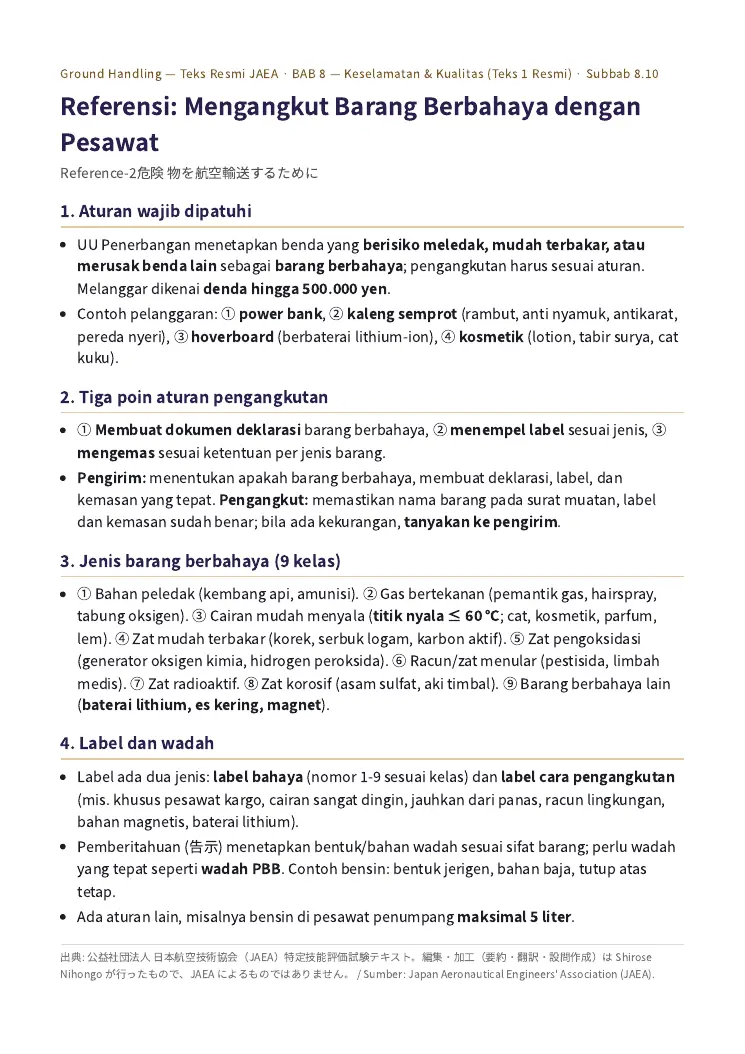 Ground Handling — Teks Resmi JAEA · BAB 8 — Keselamatan & Kualitas (Teks 1 Resmi) · Subbab 8.10
Referensi: Mengangkut Barang Berbahaya dengan
Pesawat
Reference-2危険 物を航空輸送するために
1. Aturan wajib dipatuhi
• UU Penerbangan menetapkan benda yang berisiko meledak, mudah terbakar, atau
merusak benda lain sebagai barang berbahaya; pengangkutan harus sesuai aturan.
Melanggar dikenai denda hingga 500.000 yen.
• Contoh pelanggaran: ① power bank, ② kaleng semprot (rambut, anti nyamuk, antikarat,
pereda nyeri), ③ hoverboard (berbaterai lithium-ion), ④ kosmetik (lotion, tabir surya, cat
kuku).
2. Tiga poin aturan pengangkutan
• ① Membuat dokumen deklarasi barang berbahaya, ② menempel label sesuai jenis, ③
mengemas sesuai ketentuan per jenis barang.
• Pengirim: menentukan apakah barang berbahaya, membuat deklarasi, label, dan
kemasan yang tepat. Pengangkut: memastikan nama barang pada surat muatan, label
dan kemasan sudah benar; bila ada kekurangan, tanyakan ke pengirim.
3. Jenis barang berbahaya (9 kelas)
• ① Bahan peledak (kembang api, amunisi). ② Gas bertekanan (pemantik gas, hairspray,
tabung oksigen). ③ Cairan mudah menyala (titik nyala ≤ 60℃; cat, kosmetik, parfum,
lem). ④ Zat mudah terbakar (korek, serbuk logam, karbon aktif). ⑤ Zat pengoksidasi
(generator oksigen kimia, hidrogen peroksida). ⑥ Racun/zat menular (pestisida, limbah
medis). ⑦ Zat radioaktif. ⑧ Zat korosif (asam sulfat, aki timbal). ⑨ Barang berbahaya lain
(baterai lithium, es kering, magnet).
4. Label dan wadah
• Label ada dua jenis: label bahaya (nomor 1-9 sesuai kelas) dan label cara pengangkutan
(mis. khusus pesawat kargo, cairan sangat dingin, jauhkan dari panas, racun lingkungan,
bahan magnetis, baterai lithium).
• Pemberitahuan (告示) menetapkan bentuk/bahan wadah sesuai sifat barang; perlu wadah
yang tepat seperti wadah PBB. Contoh bensin: bentuk jerigen, bahan baja, tutup atas
tetap.
• Ada aturan lain, misalnya bensin di pesawat penumpang maksimal 5 liter.
出典: 公益社団法人 日本航空技術協会（JAEA）特定技能評価試験テキスト。編集・加工（要約・翻訳・設問作成）は Shirose
Nihongo が行ったもので、JAEA によるものではありません。 / Sumber: Japan Aeronautical Engineers' Association (JAEA).